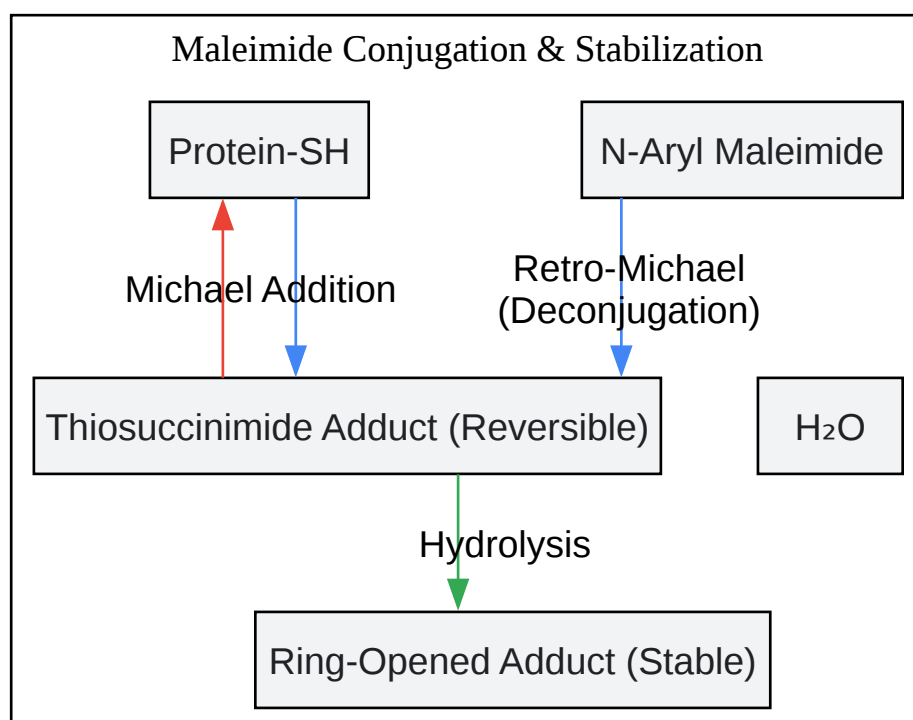 Maleimide Conjugation & Stabilization
Protein-SH
N-Aryl Maleimide
Michael Addition
Retro-Michael
(Deconjugation)
Thiosuccinimide Adduct (Reversible)
H₂O
Hydrolysis
Ring-Opened Adduct (Stable)